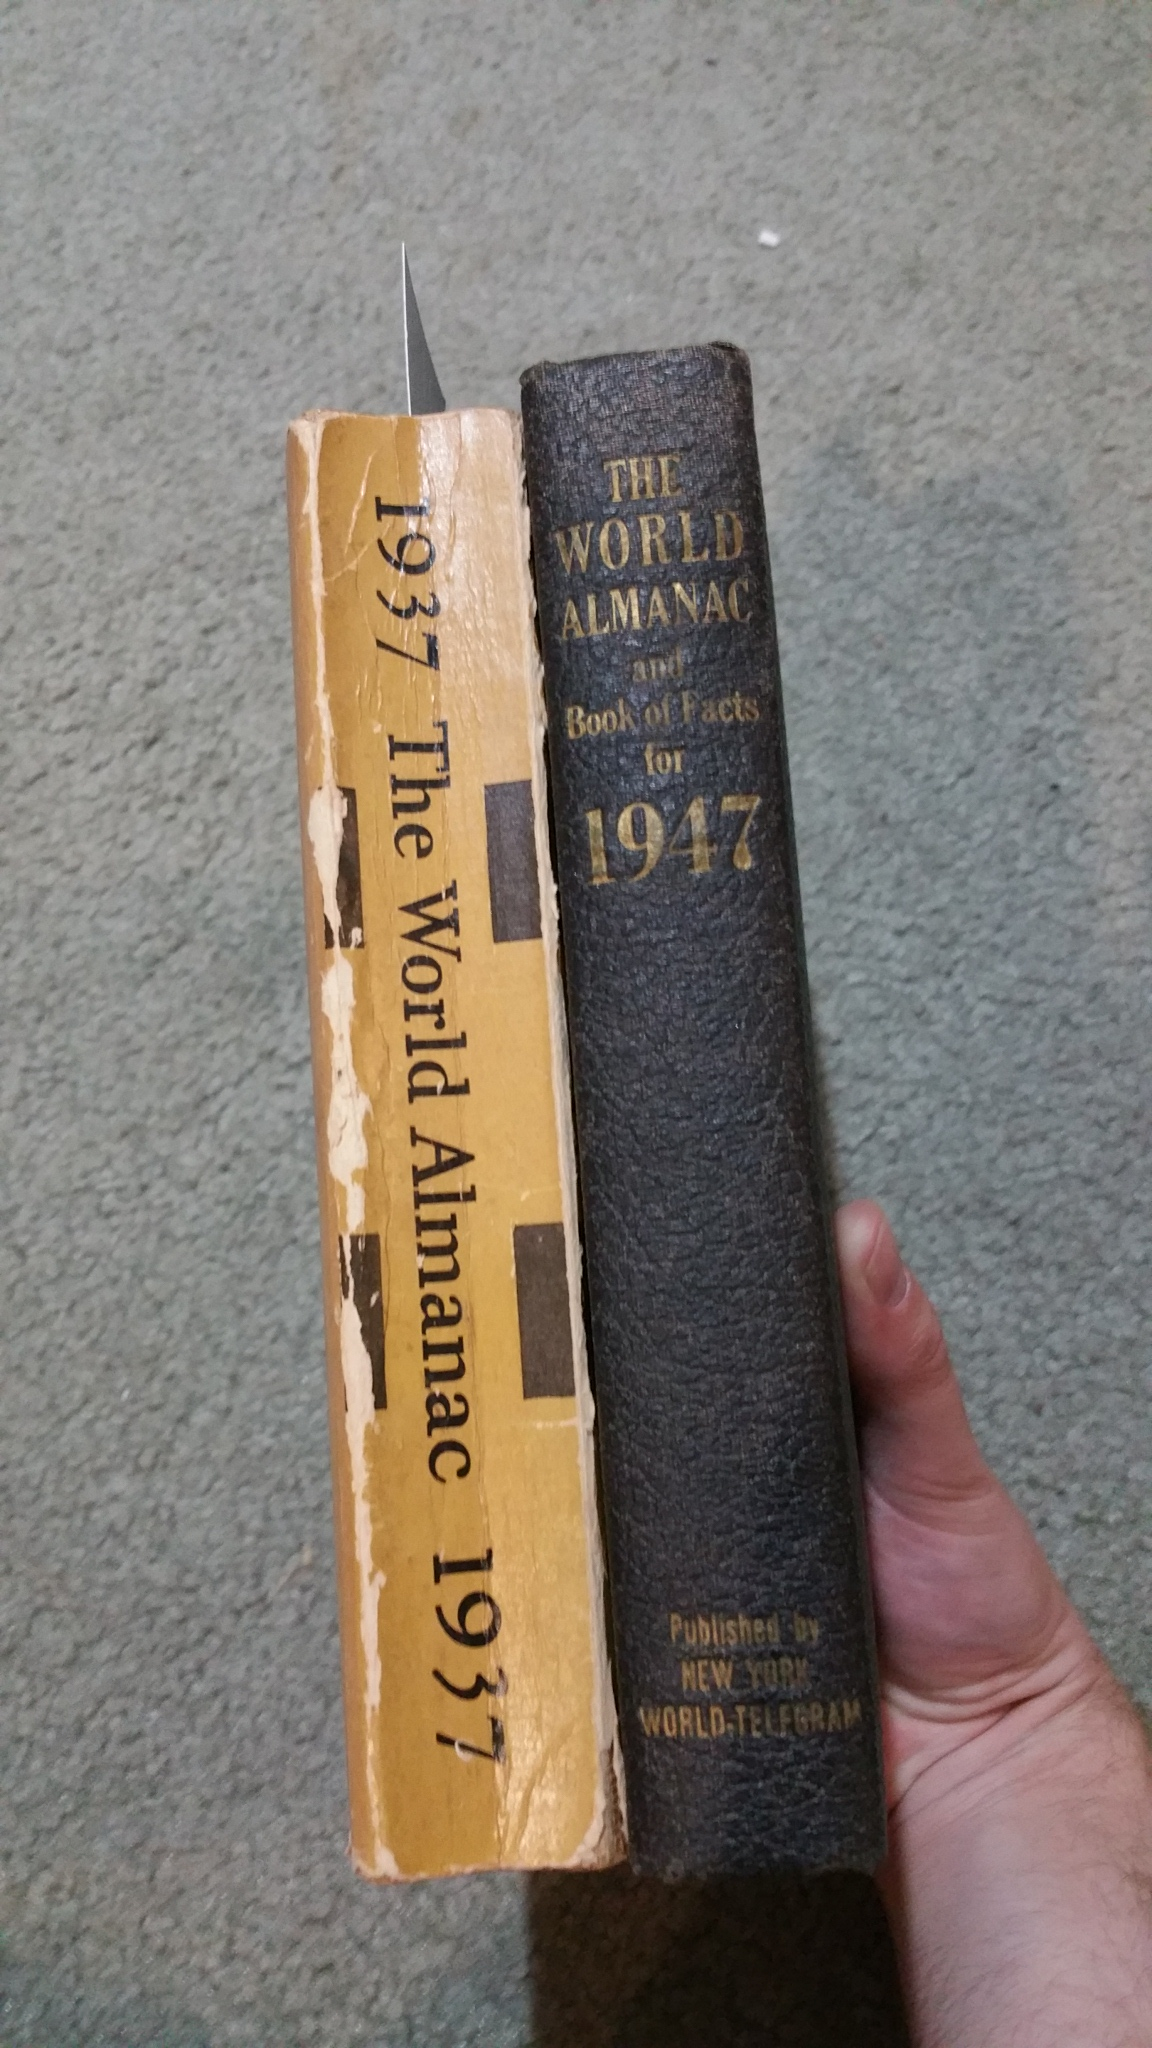 1937 The World Almanac 1937
THE
WORLD
ALMANAC
and
Book of Facts
for
1947
Published by
NEW YORK
WORLD-TELEGRAM